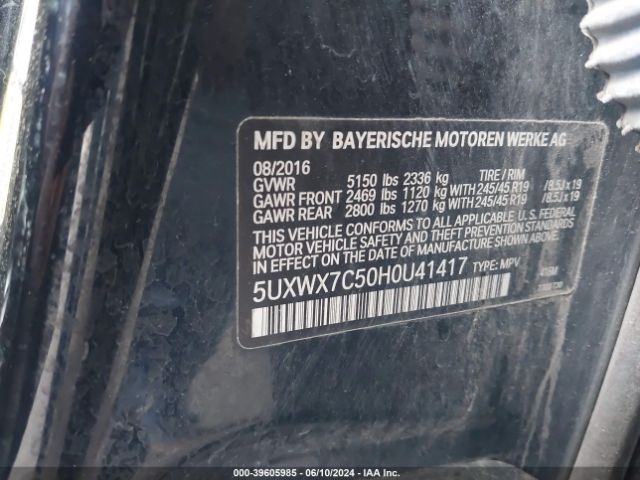 MFD BY BAYERISCHE MOTOREN WERKE AG
08/2016 TIRE / RIM
GVWR 5150 lbs 2336 kg
GAWR FRONT 2469 lbs 1120 kg WITH 245/45 R19 /8.5J x 19
GAWR REAR 2800 lbs 1270 kg WITH 245/45 R19 /8.5J x 19
THIS VEHICLE CONFORMS TO ALL APPLICABLE U.S. FEDERAL
MOTOR VEHICLE SAFETY AND THEFT PREVENTION STANDARDS
IN EFFECT ON THE DATE OF MANUFACTURE SHOWN ABOVE.
5UXWX7C50H0U41417 TYPE: MPV
000-39605985 - 06/10/2024 - IAA Inc.